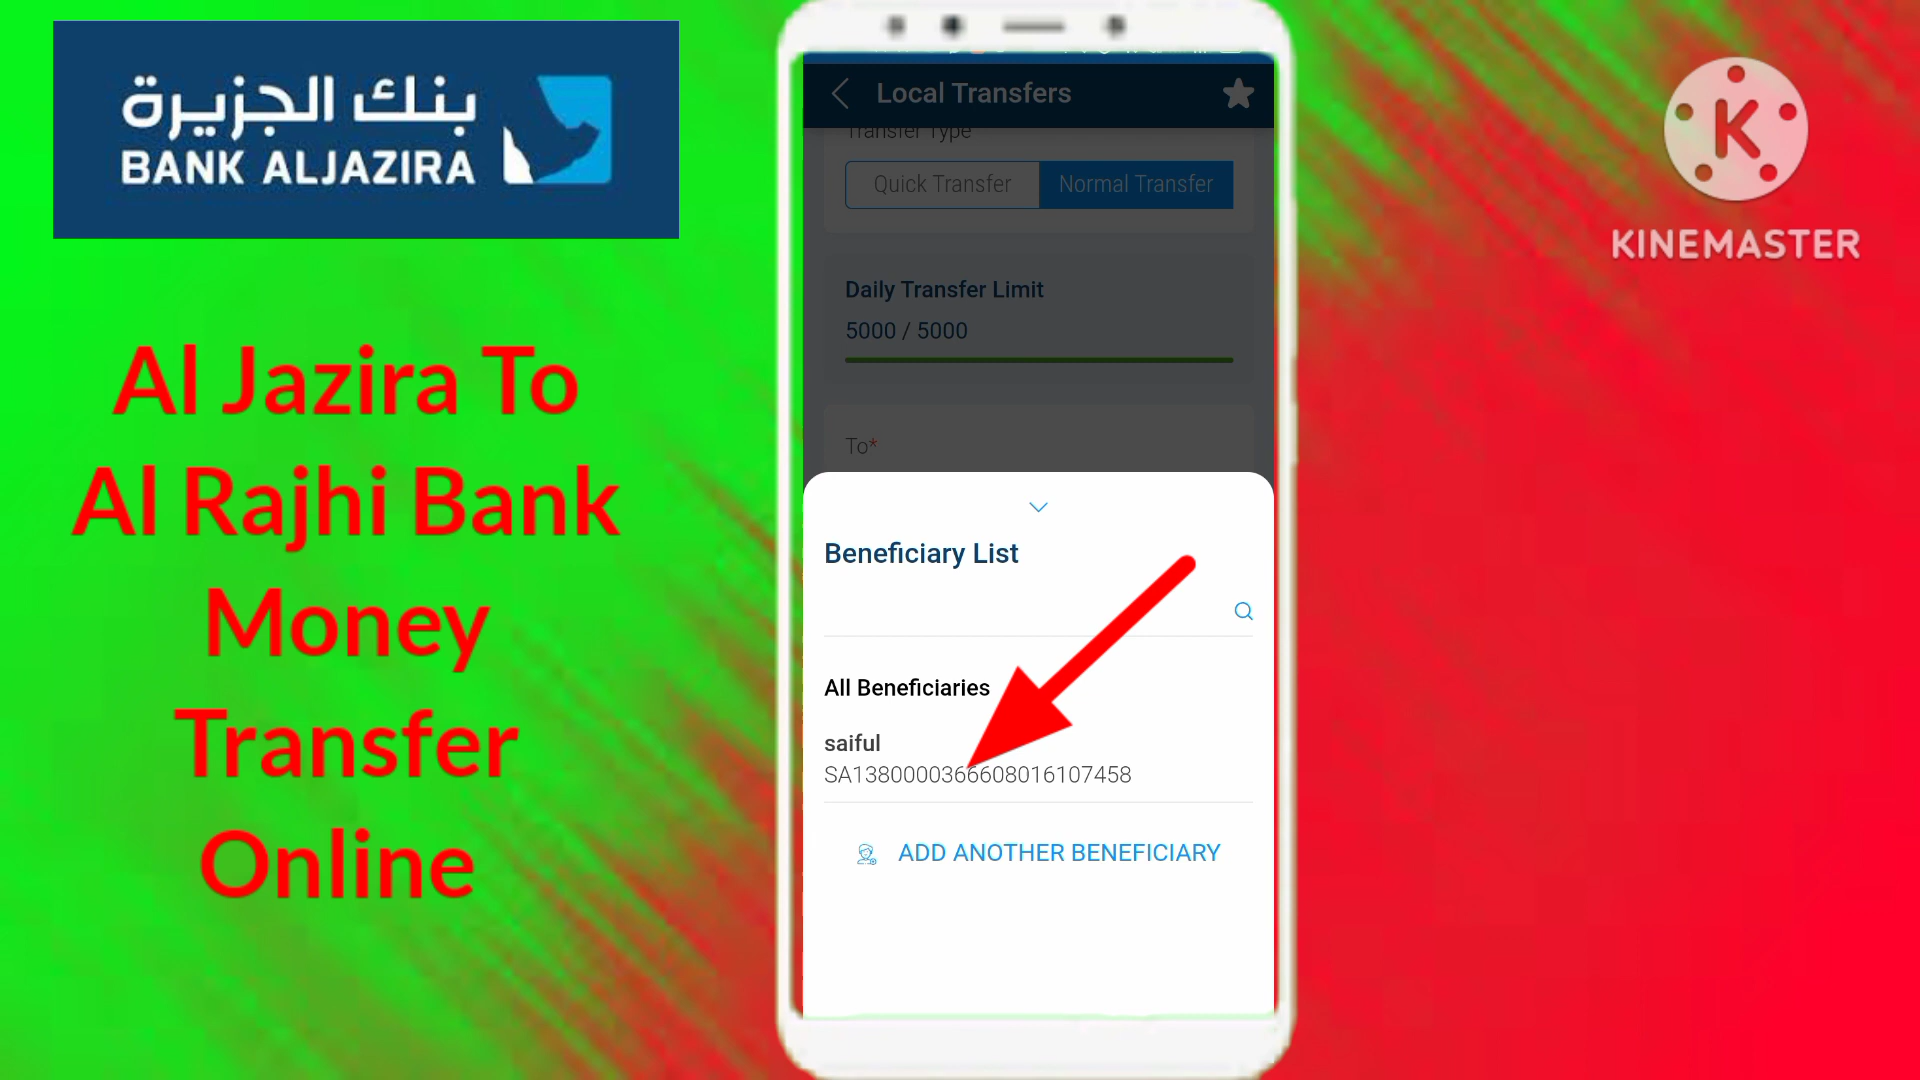 بنك الجزيرة
BANK ALJAZIRA
Al Jazira To
Al Rajhi Bank
Money
Transfer
Online
Local Transfers
Transfer Type
Quick Transfer
Normal Transfer
Daily Transfer Limit
5000 / 5000
To*
Beneficiary List
All Beneficiaries
saiful
SA1380000366608016107458
ADD ANOTHER BENEFICIARY
K
KINEMASTER